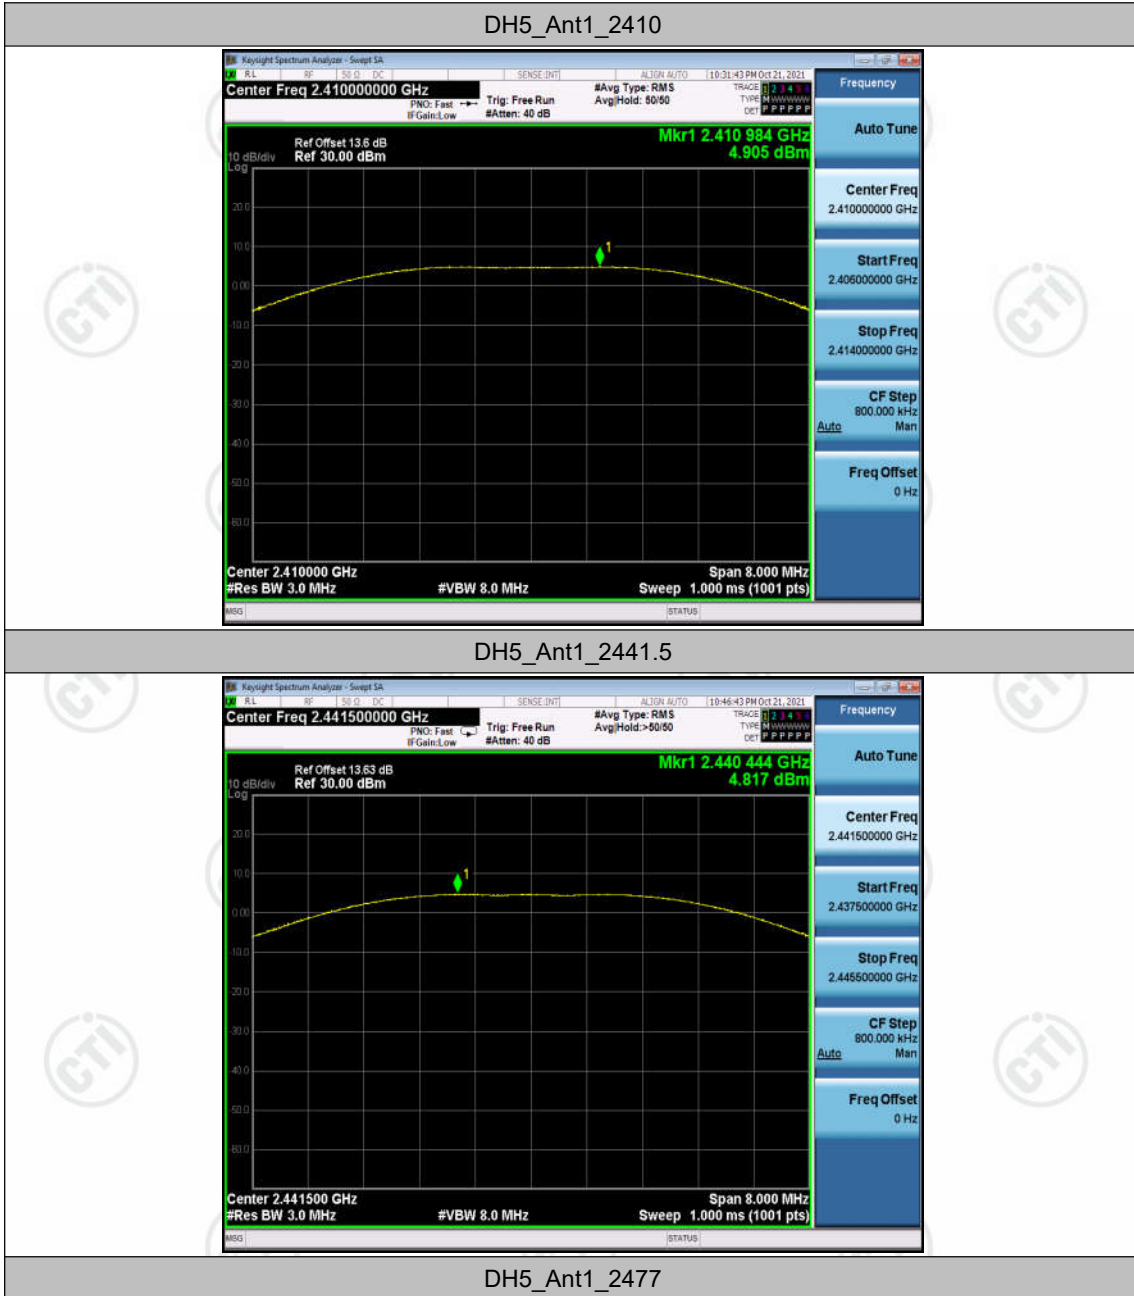 DH5_Ant1_2410
Keysight Spectrum Analyzer - Swept SA
RL RF 50 Ω DC SENSE:INT ALIGN AUTO 10:31:43 PM Oct 21, 2021
Center Freq 2.410000000 GHz #Avg Type: RMS TRACE 1 2 3 4 5 6
PNO: Fast Trig: Free Run Avg|Hold: 50/50 TYPE M W W W W W
IFGain:Low #Atten: 40 dB DET P P P P P P
Frequency
Auto Tune
Mkr1 2.410 984 GHz
4.905 dBm
Ref Offset 13.6 dB
10 dB/div Ref 30.00 dBm
Log
20.0
10.0
0.00
-10.0
-20.0
-30.0
-40.0
-50.0
-60.0
1
Center Freq
2.410000000 GHz
Start Freq
2.406000000 GHz
Stop Freq
2.414000000 GHz
CF Step
800.000 kHz
Auto Man
Freq Offset
0 Hz
Center 2.410000 GHz Span 8.000 MHz
#Res BW 3.0 MHz #VBW 8.0 MHz Sweep 1.000 ms (1001 pts)
MSG STATUS
CTI
CTI
DH5_Ant1_2441.5
Keysight Spectrum Analyzer - Swept SA
RL RF 50 Ω DC SENSE:INT ALIGN AUTO 10:46:43 PM Oct 21, 2021
Center Freq 2.441500000 GHz #Avg Type: RMS TRACE 1 2 3 4 5 6
PNO: Fast Trig: Free Run Avg|Hold:>50/50 TYPE M W W W W W
IFGain:Low #Atten: 40 dB DET P P P P P P
Frequency
Auto Tune
Mkr1 2.440 444 GHz
4.817 dBm
Ref Offset 13.63 dB
10 dB/div Ref 30.00 dBm
Log
20.0
10.0
0.00
-10.0
-20.0
-30.0
-40.0
-50.0
-60.0
1
Center Freq
2.441500000 GHz
Start Freq
2.437500000 GHz
Stop Freq
2.445500000 GHz
CF Step
800.000 kHz
Auto Man
Freq Offset
0 Hz
Center 2.441500 GHz Span 8.000 MHz
#Res BW 3.0 MHz #VBW 8.0 MHz Sweep 1.000 ms (1001 pts)
MSG STATUS
CTI
CTI
DH5_Ant1_2477